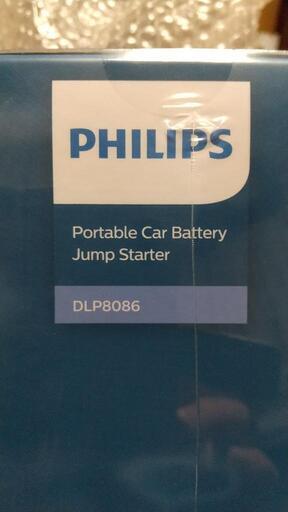 PHILIPS
Portable Car Battery
Jump Starter
DLP8086